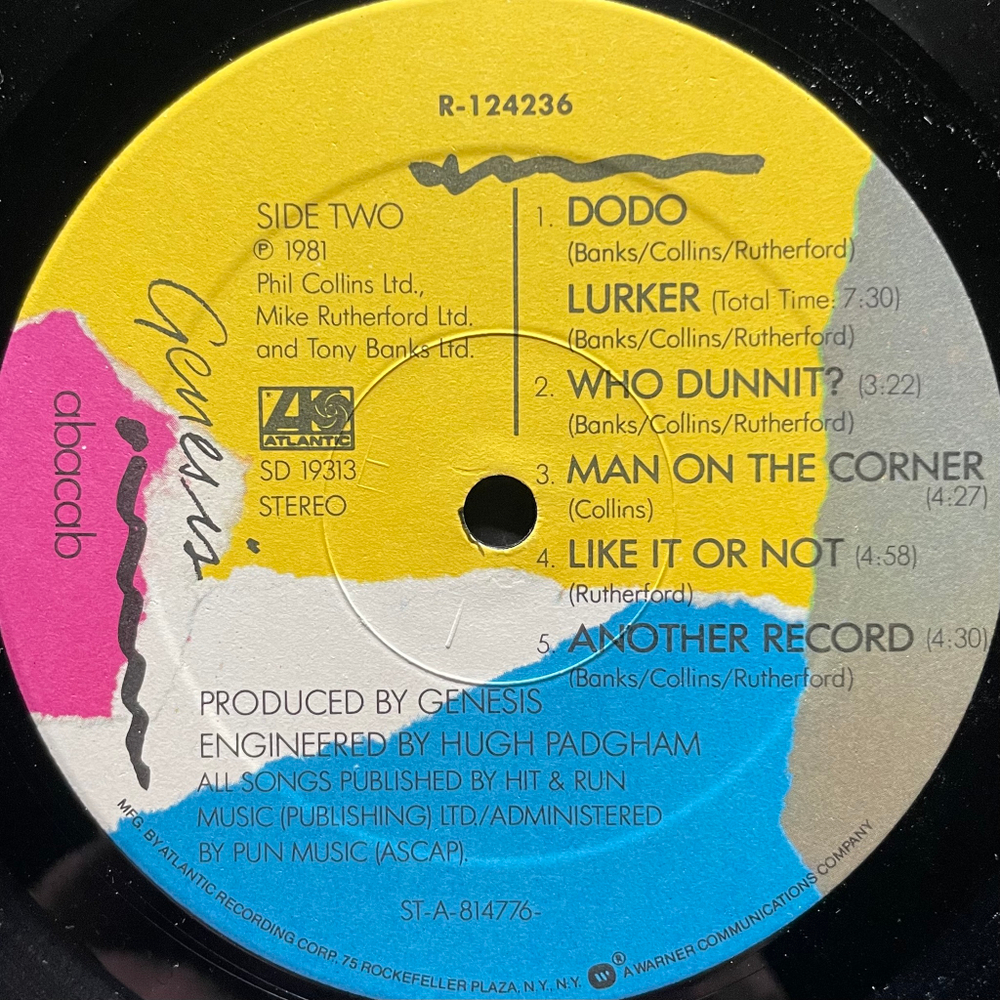 R-124236
SIDE TWO
℗ 1981
Phil Collins Ltd.,
Mike Rutherford Ltd.
and Tony Banks Ltd.
ATLANTIC
SD 19313
STEREO
1. DODO
(Banks/Collins/Rutherford)
LURKER (Total Time: 7:30)
(Banks/Collins/Rutherford)
2. WHO DUNNIT? (3:22)
(Banks/Collins/Rutherford)
3. MAN ON THE CORNER
(4:27)
(Collins)
4. LIKE IT OR NOT (4:58)
(Rutherford)
5. ANOTHER RECORD (4:30)
(Banks/Collins/Rutherford)
Genesis
abacab
PRODUCED BY GENESIS
ENGINEERED BY HUGH PADGHAM
ALL SONGS PUBLISHED BY HIT & RUN
MUSIC (PUBLISHING) LTD./ADMINISTERED
BY PUN MUSIC (ASCAP).
ST-A-814776-
MFG. BY ATLANTIC RECORDING CORP. 75 ROCKEFELLER PLAZA, N.Y., N.Y. ® A WARNER COMMUNICATIONS COMPANY